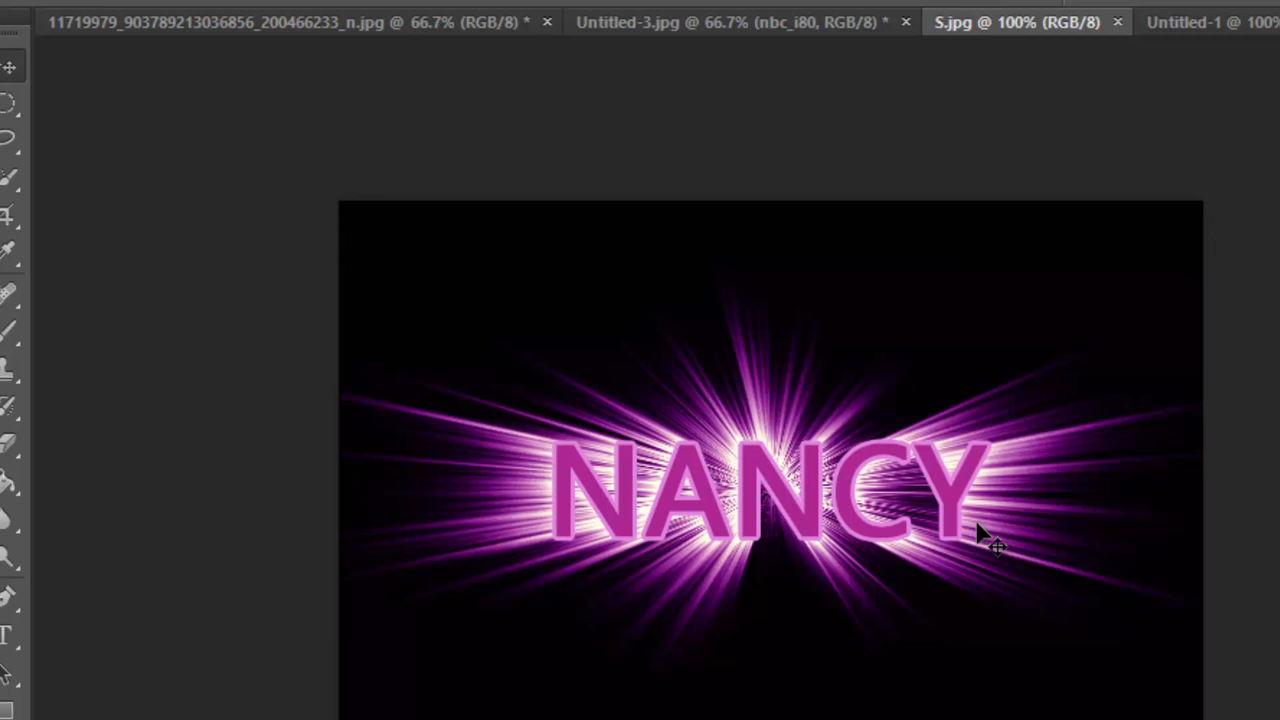 11719979_903789213036856_200466233_n.jpg @ 66.7% (RGB/8) * × Untitled-3.jpg @ 66.7% (nbc_i80, RGB/8) * × S.jpg @ 100% (RGB/8) × Untitled-1 @ 100%
NANCY
T